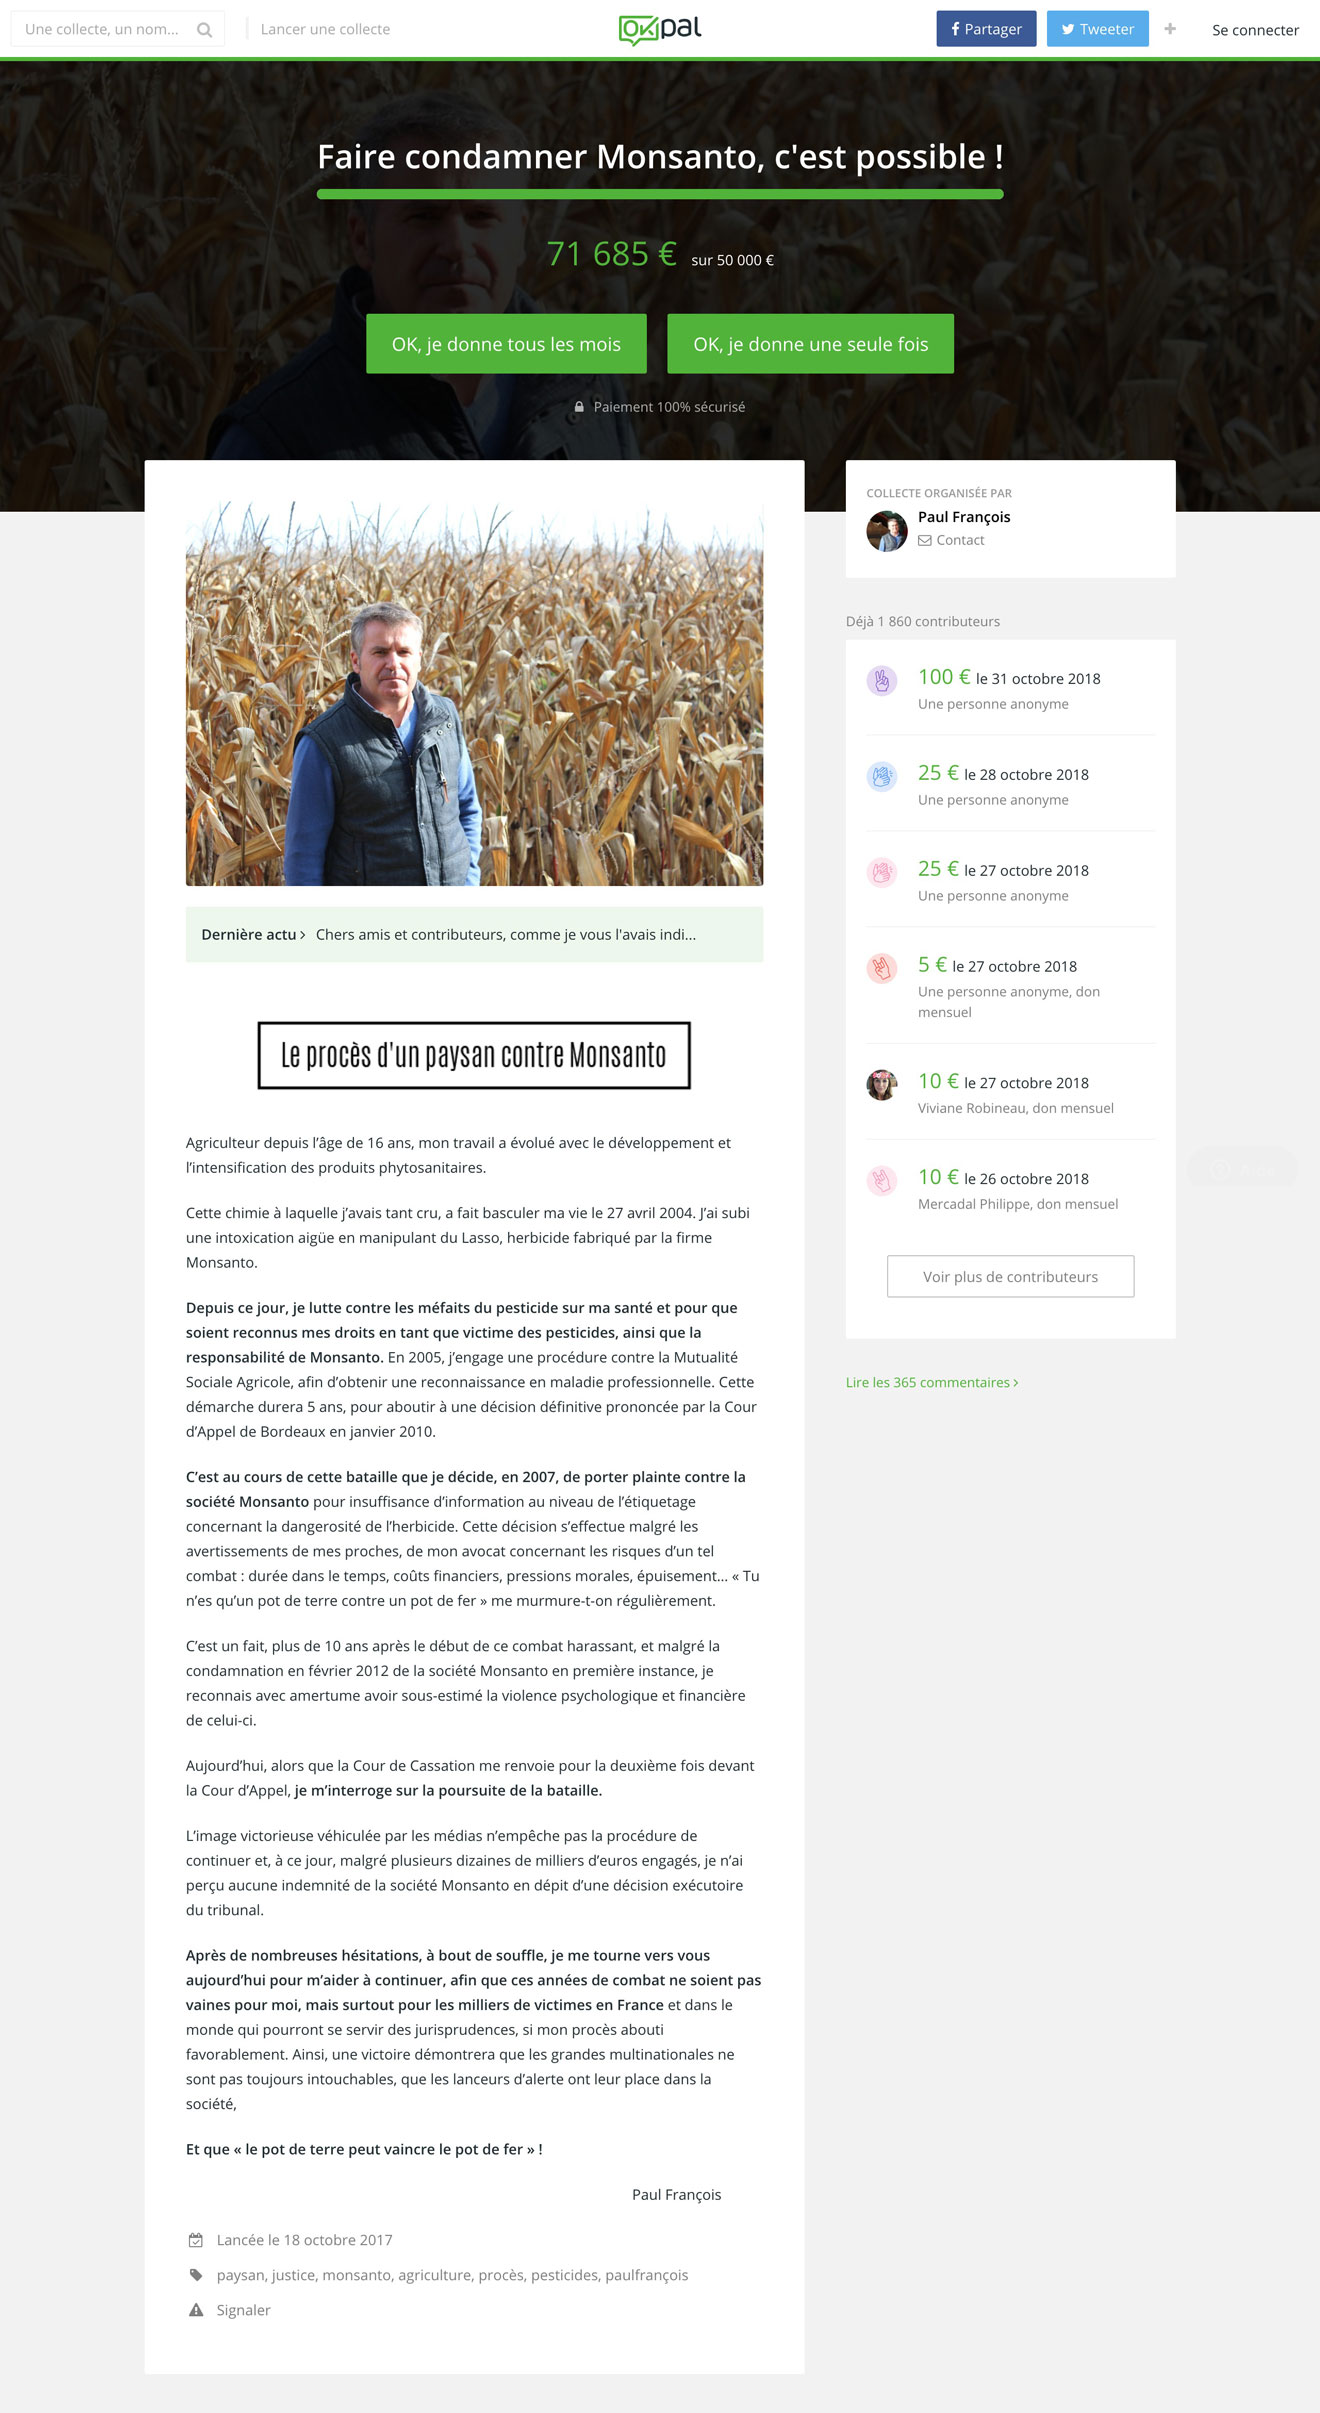 Une collecte, un nom...
Lancer une collecte
OKpal
Partager
Tweeter
Se connecter
Faire condamner Monsanto, c'est possible !
71 685 € sur 50 000 €
OK, je donne tous les mois
OK, je donne une seule fois
Paiement 100% sécurisé
Dernière actu › Chers amis et contributeurs, comme je vous l'avais indi...
Le procès d'un paysan contre Monsanto
Agriculteur depuis l’âge de 16 ans, mon travail a évolué avec le développement et
l’intensification des produits phytosanitaires.
Cette chimie à laquelle j’avais tant cru, a fait basculer ma vie le 27 avril 2004. J’ai subi
une intoxication aigüe en manipulant du Lasso, herbicide fabriqué par la firme
Monsanto.
Depuis ce jour, je lutte contre les méfaits du pesticide sur ma santé et pour que
soient reconnus mes droits en tant que victime des pesticides, ainsi que la
responsabilité de Monsanto. En 2005, j’engage une procédure contre la Mutualité
Sociale Agricole, afin d’obtenir une reconnaissance en maladie professionnelle. Cette
démarche durera 5 ans, pour aboutir à une décision définitive prononcée par la Cour
d’Appel de Bordeaux en janvier 2010.
C’est au cours de cette bataille que je décide, en 2007, de porter plainte contre la
société Monsanto pour insuffisance d’information au niveau de l’étiquetage
concernant la dangerosité de l’herbicide. Cette décision s’effectue malgré les
avertissements de mes proches, de mon avocat concernant les risques d’un tel
combat : durée dans le temps, coûts financiers, pressions morales, épuisement... « Tu
n’es qu’un pot de terre contre un pot de fer » me murmure-t-on régulièrement.
C’est un fait, plus de 10 ans après le début de ce combat harassant, et malgré la
condamnation en février 2012 de la société Monsanto en première instance, je
reconnais avec amertume avoir sous-estimé la violence psychologique et financière
de celui-ci.
Aujourd’hui, alors que la Cour de Cassation me renvoie pour la deuxième fois devant
la Cour d’Appel, je m’interroge sur la poursuite de la bataille.
L’image victorieuse véhiculée par les médias n’empêche pas la procédure de
continuer et, à ce jour, malgré plusieurs dizaines de milliers d’euros engagés, je n’ai
perçu aucune indemnité de la société Monsanto en dépit d’une décision exécutoire
du tribunal.
Après de nombreuses hésitations, à bout de souffle, je me tourne vers vous
aujourd’hui pour m’aider à continuer, afin que ces années de combat ne soient pas
vaines pour moi, mais surtout pour les milliers de victimes en France et dans le
monde qui pourront se servir des jurisprudences, si mon procès abouti
favorablement. Ainsi, une victoire démontrera que les grandes multinationales ne
sont pas toujours intouchables, que les lanceurs d’alerte ont leur place dans la
société,
Et que « le pot de terre peut vaincre le pot de fer » !
Paul François
Lancée le 18 octobre 2017
paysan, justice, monsanto, agriculture, procès, pesticides, paulfrançois
Signaler
COLLECTE ORGANISÉE PAR
Paul François
Contact
Déjà 1 860 contributeurs
100 € le 31 octobre 2018
Une personne anonyme
25 € le 28 octobre 2018
Une personne anonyme
25 € le 27 octobre 2018
Une personne anonyme
5 € le 27 octobre 2018
Une personne anonyme, don
mensuel
10 € le 27 octobre 2018
Viviane Robineau, don mensuel
10 € le 26 octobre 2018
Mercadal Philippe, don mensuel
Voir plus de contributeurs
Lire les 365 commentaires ›
Aide